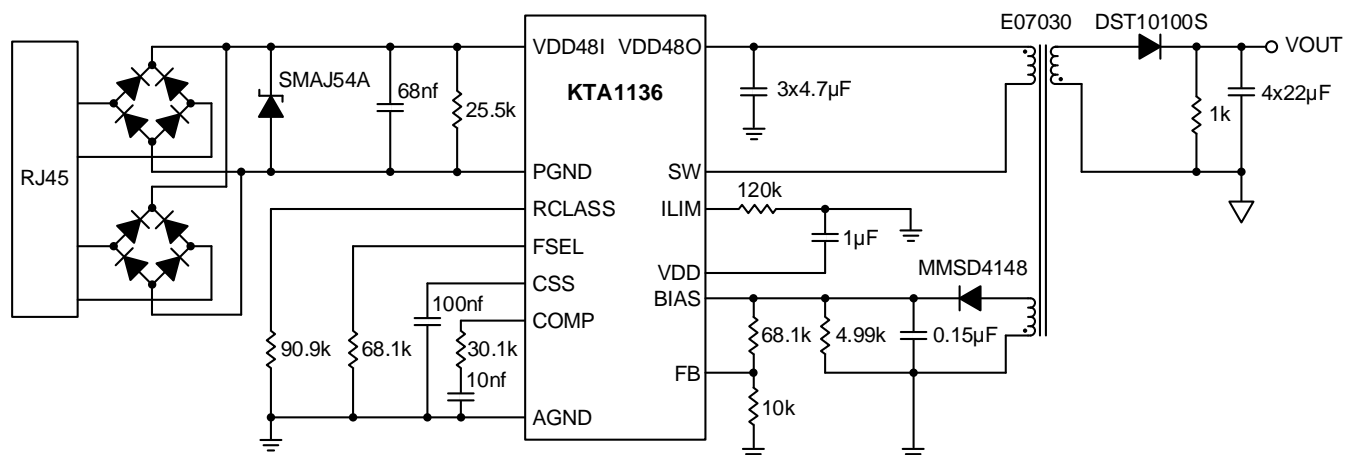 E07030 DST10100S
VDD48I VDD48O VOUT
SMAJ54A
KTA1136
68nf
25.5k
3x4.7µF
4x22µF
1k
RJ45
PGND SW
120k
RCLASS ILIM
1µF
FSEL
VDD
MMSD4148
CSS
BIAS
100nf
COMP
90.9k
68.1k
30.1k
68.1k
4.99k
0.15µF
10nf
FB
10k
AGND